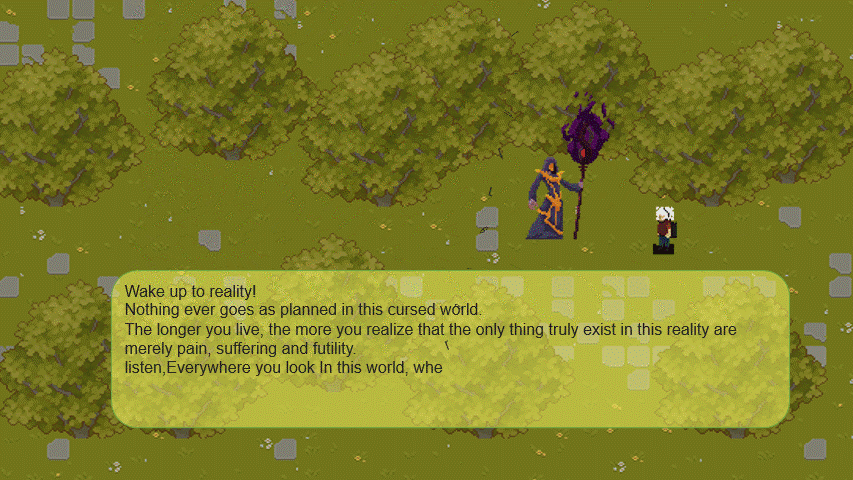 Wake up to reality!
Nothing ever goes as planned in this cursed world.
The longer you live, the more you realize that the only thing truly exist in this reality are
merely pain, suffering and futility.
listen,Everywhere you look In this world, whe